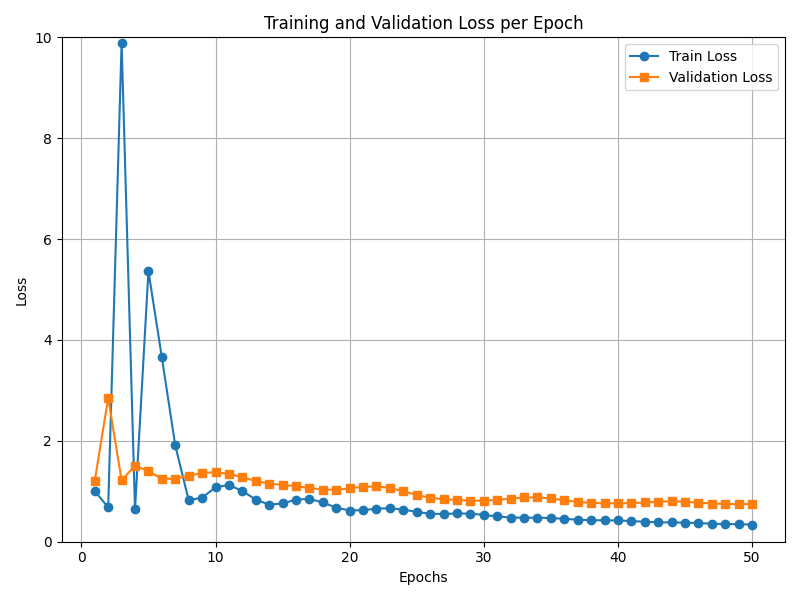 Training and Validation Loss per Epoch
10
8
6
4
2
0
Loss
Train Loss
Validation Loss
0 10 20 30 40 50
Epochs